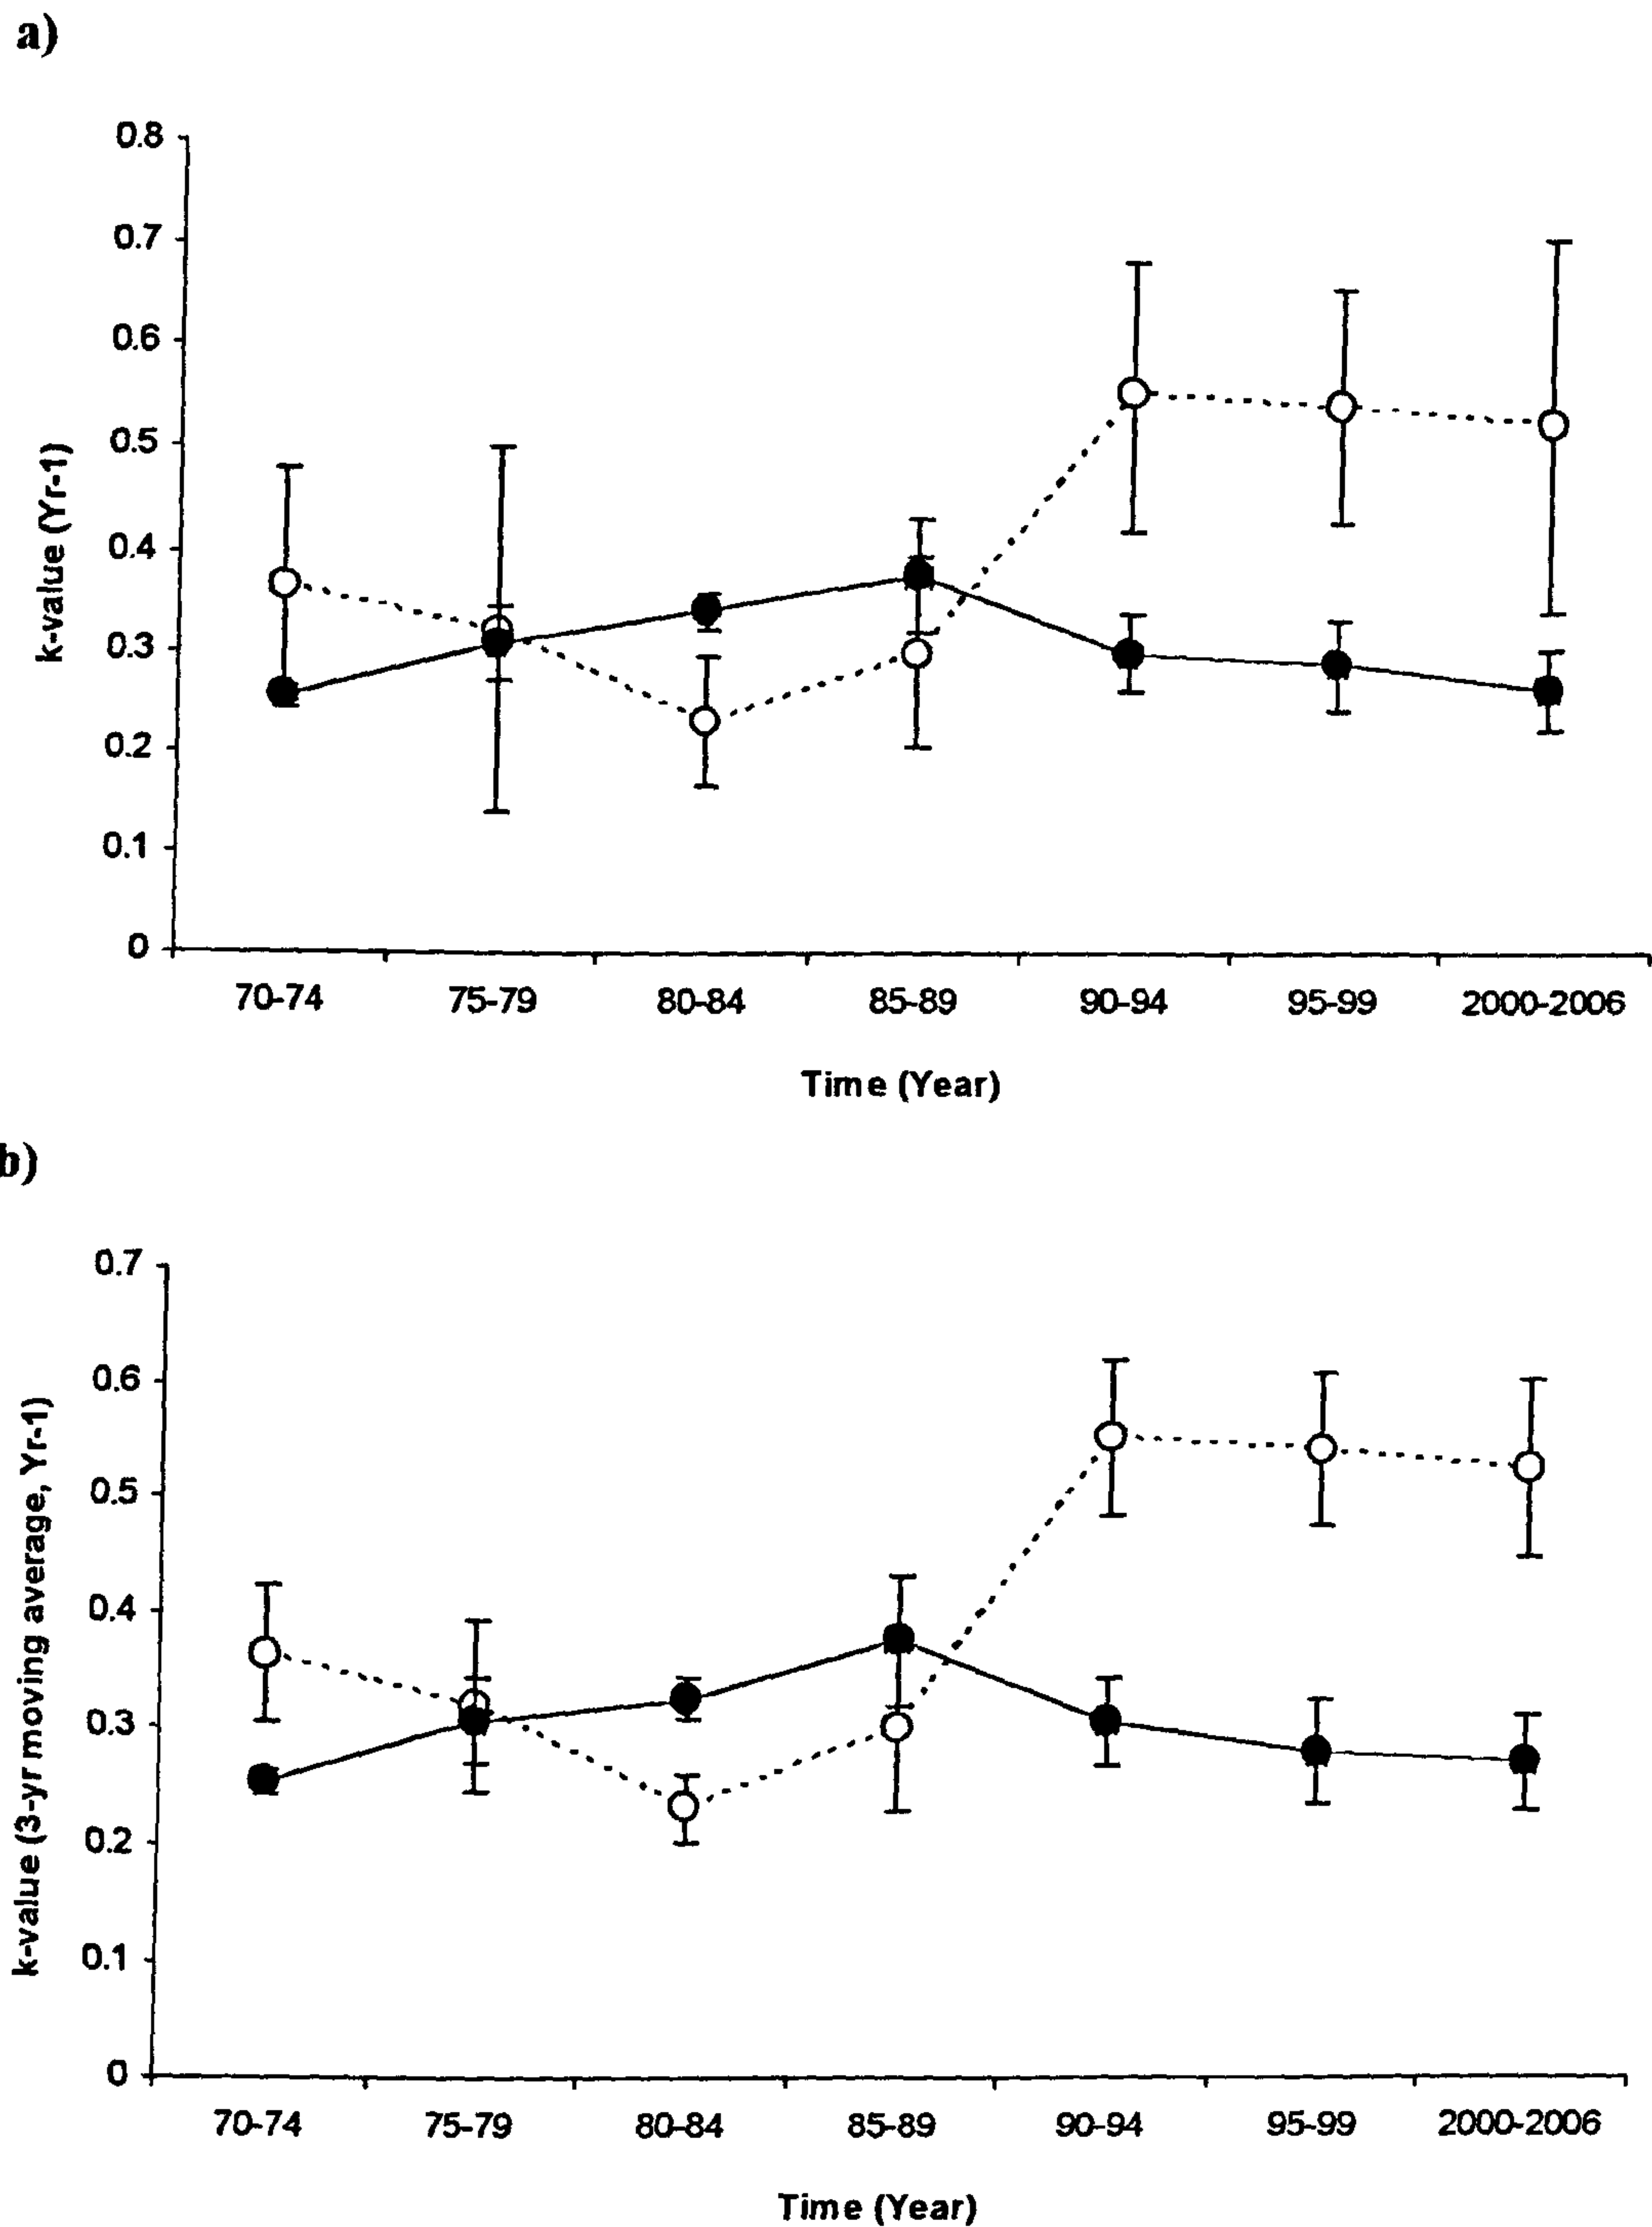 a)
0.8
0.7
0.6
0.5
0.4
0.3
0.2
0.1
0
k-value (Yr-1)
70-74 75-79 80-84 85-89 90-94 95-99 2000-2006
Time (Year)
b)
0.7
0.6
0.5
0.4
0.3
0.2
0.1
0
k-value (3-yr moving average, Yr-1)
70-74 75-79 80-84 85-89 90-94 95-99 2000-2006
Time (Year)